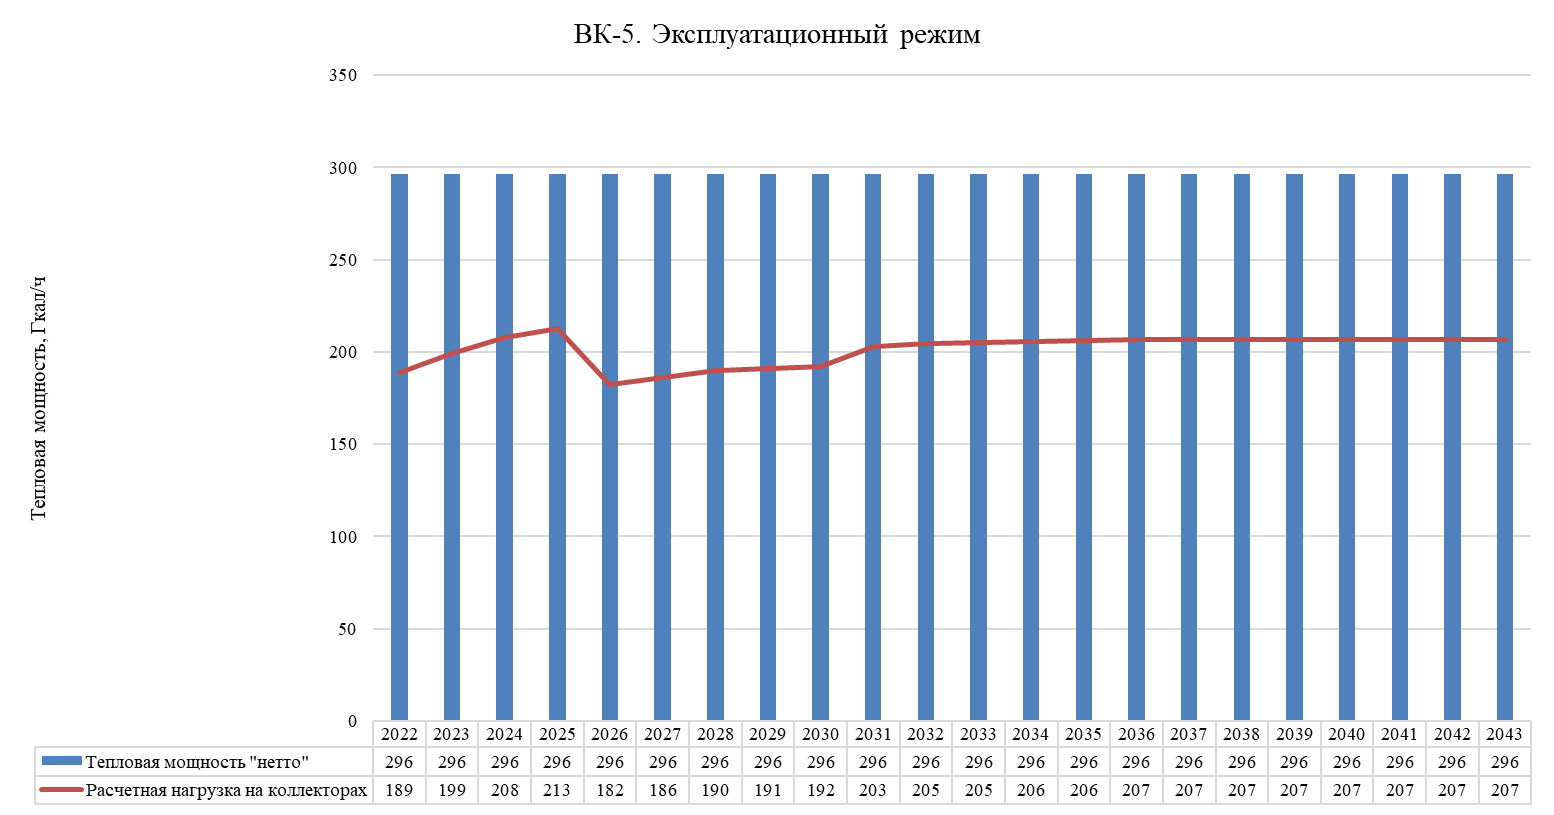 ВК-5. Эксплуатационный режим
Тепловая мощность, Гкал/ч
350
300
250
200
150
100
50
0
2022 2023 2024 2025 2026 2027 2028 2029 2030 2031 2032 2033 2034 2035 2036 2037 2038 2039 2040 2041 2042 2043
Тепловая мощность "нетто" 296 296 296 296 296 296 296 296 296 296 296 296 296 296 296 296 296 296 296 296 296 296
Расчетная нагрузка на коллекторах 189 199 208 213 182 186 190 191 192 203 205 205 206 206 207 207 207 207 207 207 207 207